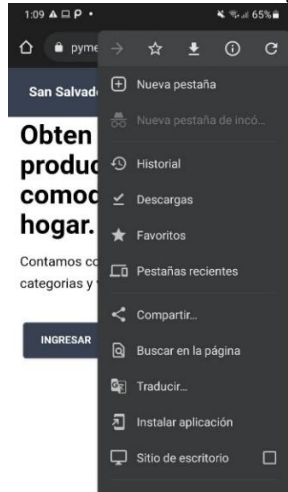 1:09
65%
pyme
San Salvad
Obten
produc
comod
hogar.
Contamos co
categorias y
INGRESAR
Nueva pestaña
Nueva pestaña de incó...
Historial
Descargas
Favoritos
Pestañas recientes
Compartir...
Buscar en la página
Traducir...
Instalar aplicación
Sitio de escritorio